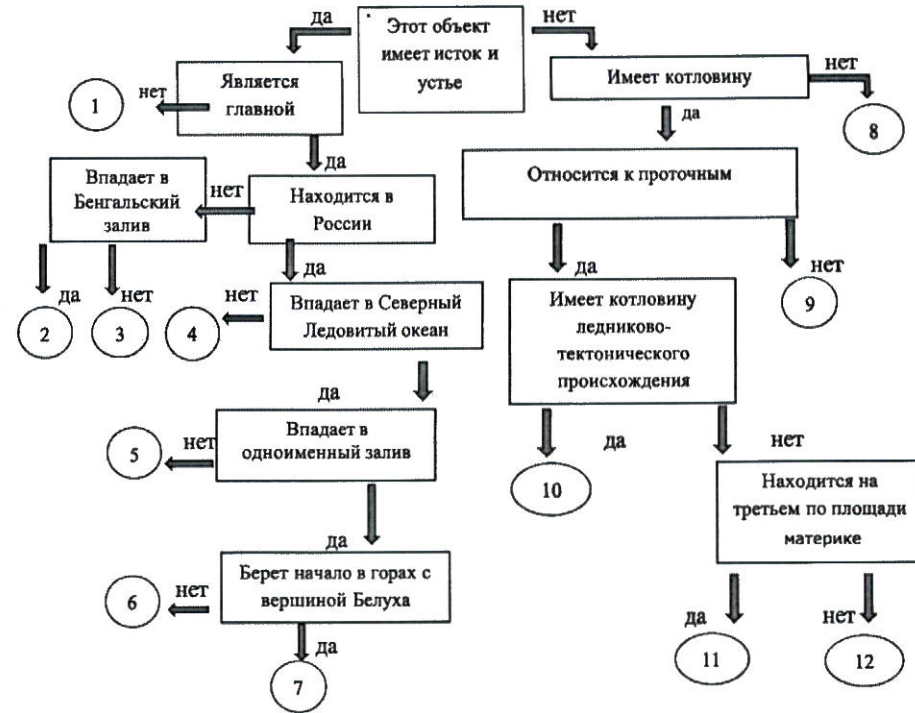 да
Этот объект
имеет исток и
устье
нет
Является
главной
нет
1
да
Имеет котловину
нет
8
да
Впадает в
Бенгальский
залив
нет
Находится в
России
Относится к проточным
да
2
нет
3
да
нет
4
Впадает в Северный
Ледовитый океан
да
Имеет котловину
ледниково-
тектонического
происхождения
нет
9
да
Впадает в
одноименный залив
нет
5
да
10
нет
Находится на
третьем по площади
материке
да
Берет начало в горах с
вершиной Белуха
нет
6
да
7
да
11
нет
12